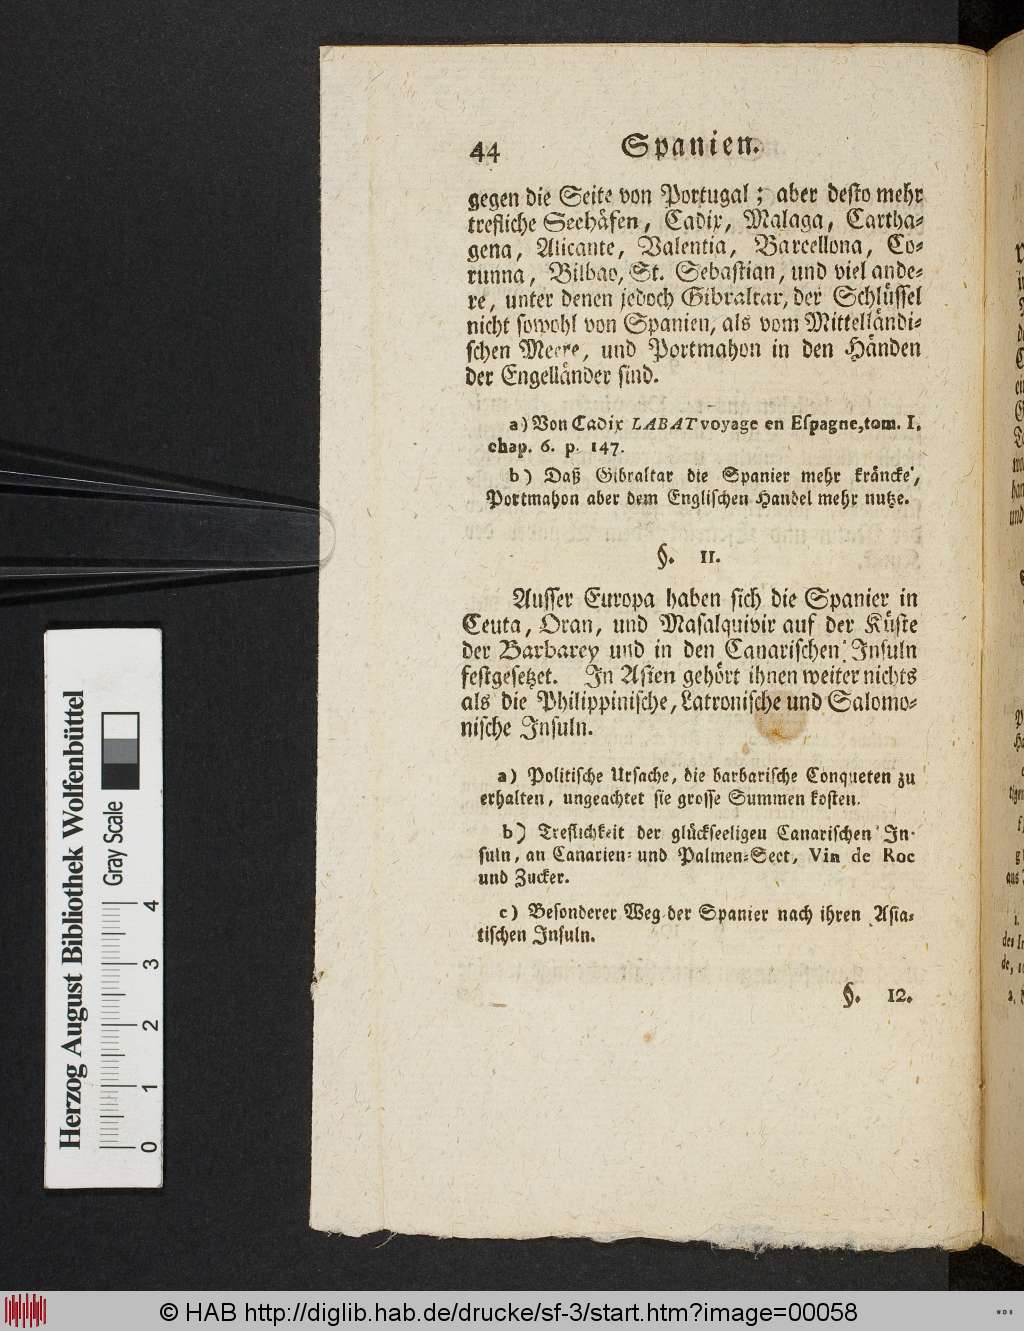 44 Spanien.
gegen die Seite von Portugal; aber desto mehr
trefliche Seehäfen, Cadix, Malaga, Cartha-
gena, Alicante, Valentia, Barcellona, Co-
runna, Bilbao, St. Sebastian, und viel ande-
re, unter denen jedoch Gibraltar, der Schlüssel
nicht sowohl von Spanien, als vom Mittelländi-
schen Meere, und Portmahon in den Händen
der Engelländer sind.
a) Von Cadix LABAT voyage en Espagne, tom. I.
chap. 6. p. 147.
b) Daß Gibraltar die Spanier mehr kräncke,
Portmahon aber dem Englischen Handel mehr nutze.
§. 11.
Ausser Europa haben sich die Spanier in
Ceuta, Oran, und Masalquivir auf der Küste
der Barbarey und in den Canarischen Insuln
festgesetzet. In Asien gehört ihnen weiter nichts
als die Philippinische, Latronische und Salomo-
nische Insuln.
a) Politische Ursache, die barbarische Conqueten zu
erhalten, ungeachtet sie grosse Summen kosten.
b) Treflichkeit der glückseeligen Canarischen In-
suln, an Canarien- und Palmen-Sect, Vin de Roc
und Zucker.
c) Besonderer Weg der Spanier nach ihren Asia-
tischen Insuln.
§. 12.
Herzog August Bibliothek Wolfenbüttel
Gray Scale
0 1 2 3 4
© HAB http://diglib.hab.de/drucke/sf-3/start.htm?image=00058